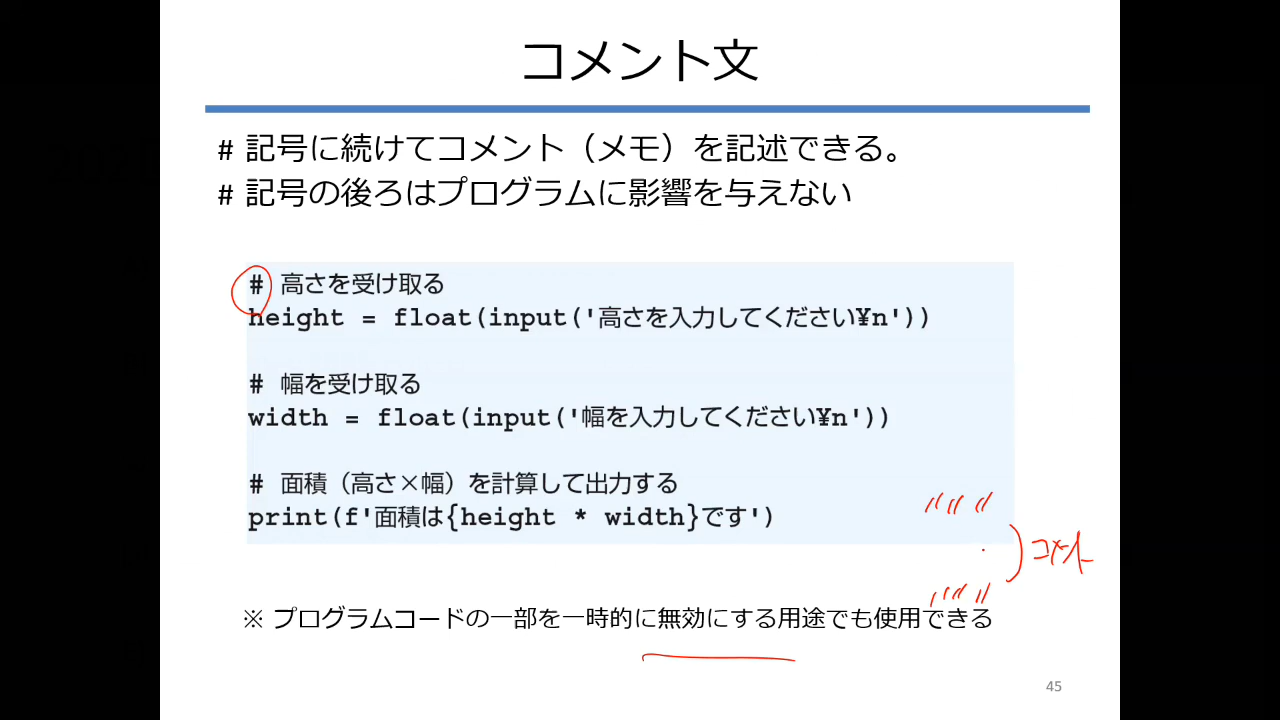 コメント文
# 記号に続けてコメント（メモ）を記述できる。
# 記号の後ろはプログラムに影響を与えない
# 高さを受け取る
height = float(input('高さを入力してください¥n'))
# 幅を受け取る
width = float(input('幅を入力してください¥n'))
# 面積（高さ×幅）を計算して出力する
print(f'面積は{height * width}です')
"""
コメント
"""
※ プログラムコードの一部を一時的に無効にする用途でも使用できる
45